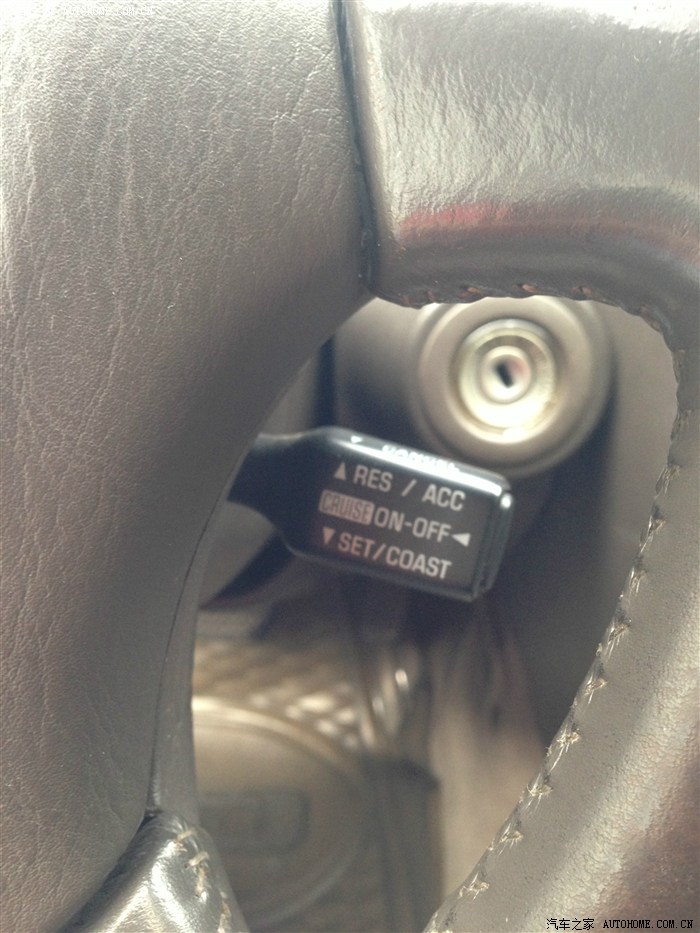 ▲ RES / ACC
CRUISE ON-OFF ◄
▼ SET/COAST
汽车之家 AUTOHOME.COM.CN